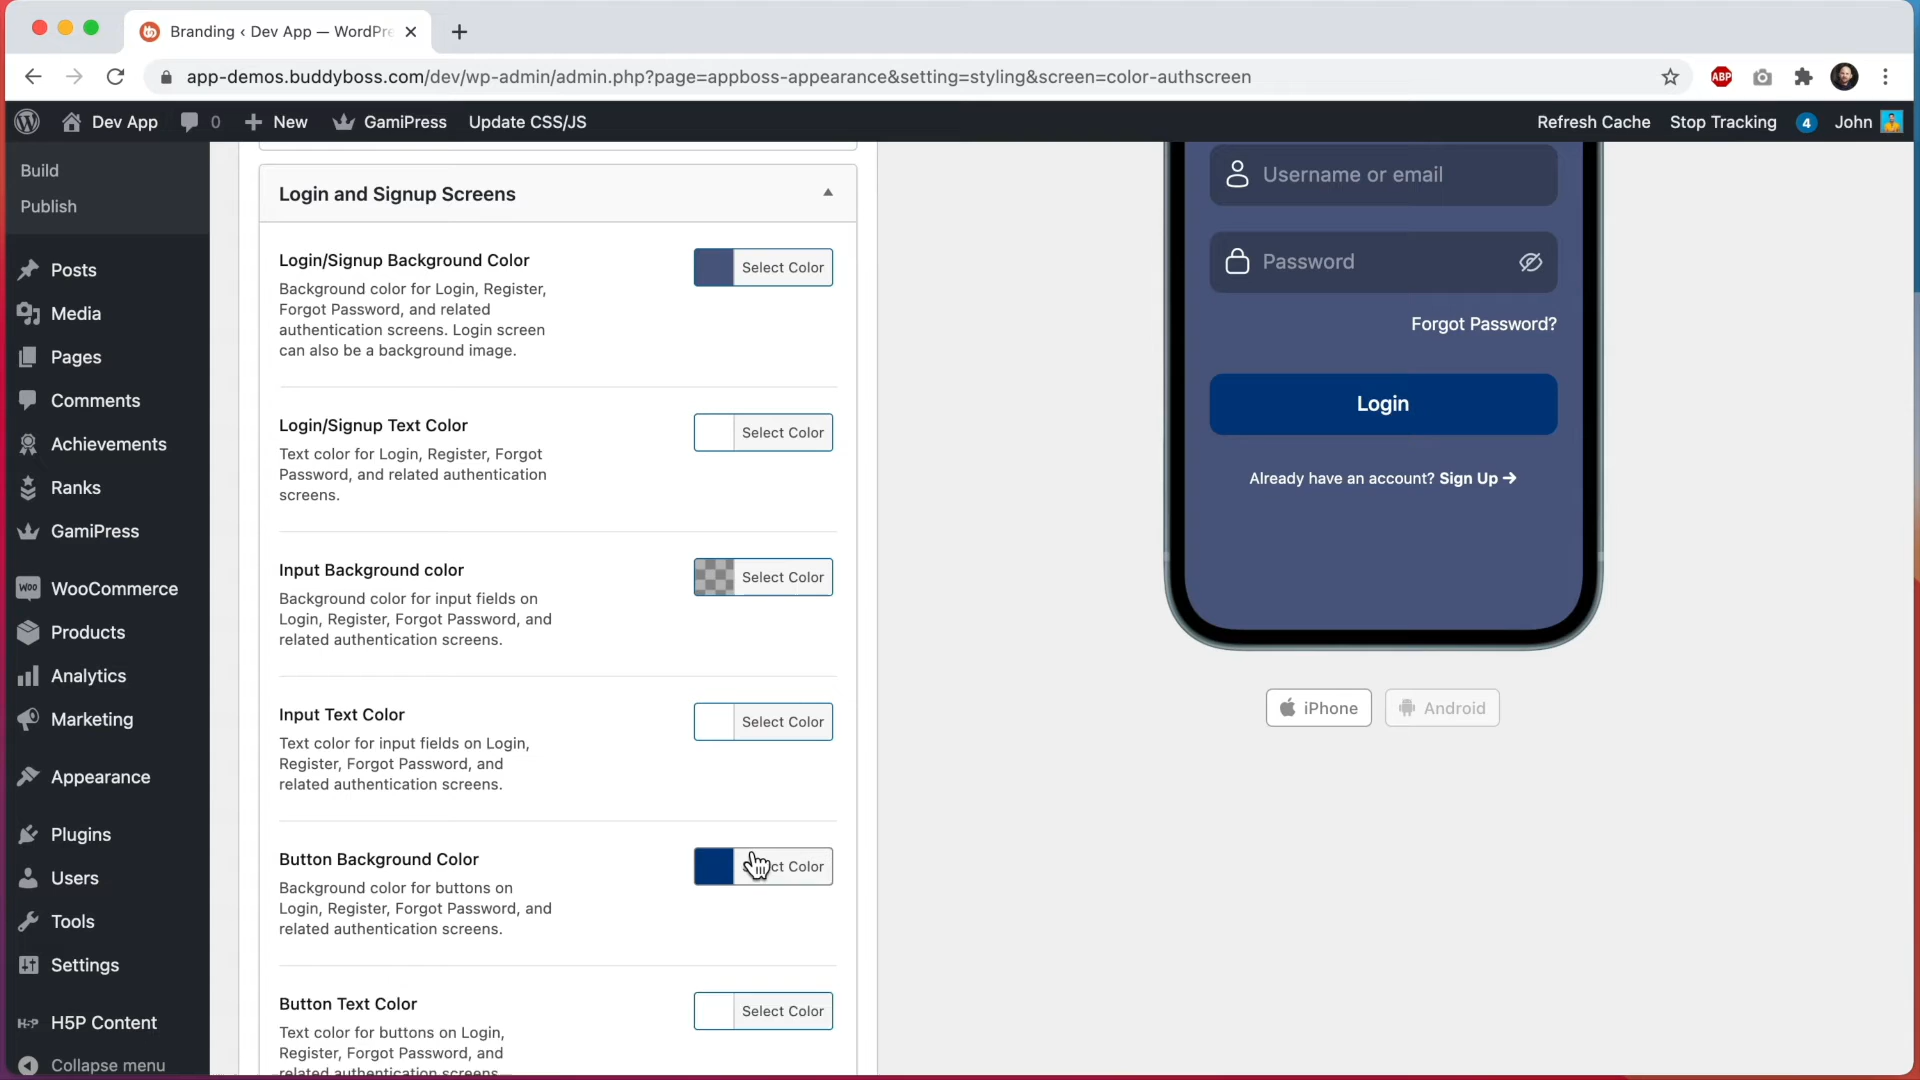 Branding ‹ Dev App — WordPre
app-demos.buddyboss.com/dev/wp-admin/admin.php?page=appboss-appearance&setting=styling&screen=color-authscreen
ABP
Dev App
0
New
GamiPress
Update CSS/JS
Refresh Cache
Stop Tracking
4
John
Build
Publish
Posts
Media
Pages
Comments
Achievements
Ranks
GamiPress
WOO
WooCommerce
Products
Analytics
Marketing
Appearance
Plugins
Users
Tools
Settings
H5P
H5P Content
Collapse menu
Login and Signup Screens
Login/Signup Background Color
Select Color
Background color for Login, Register,
Forgot Password, and related
authentication screens. Login screen
can also be a background image.
Login/Signup Text Color
Select Color
Text color for Login, Register, Forgot
Password, and related authentication
screens.
Input Background color
Select Color
Background color for input fields on
Login, Register, Forgot Password, and
related authentication screens.
Input Text Color
Select Color
Text color for input fields on Login,
Register, Forgot Password, and
related authentication screens.
Button Background Color
ct Color
Background color for buttons on
Login, Register, Forgot Password, and
related authentication screens.
Button Text Color
Select Color
Text color for buttons on Login,
Register, Forgot Password, and
related authentication screens
Username or email
Password
Forgot Password?
Login
Already have an account? Sign Up →
iPhone
Android